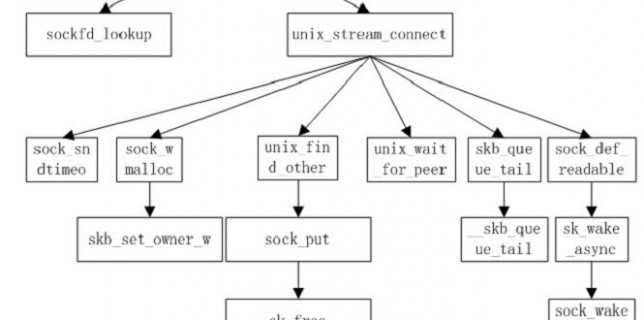 sockfd_lookup
unix_stream_connect
sock_sn
dtimeo
sock_w
malloc
unix_fin
d_other
unix_wait
_for_peer
skb_que
ue_tail
sock_def_
readable
skb_set_owner_w
sock_put
__skb_que
ue_tail
sk_wake
_async
sk_free
sock_wake